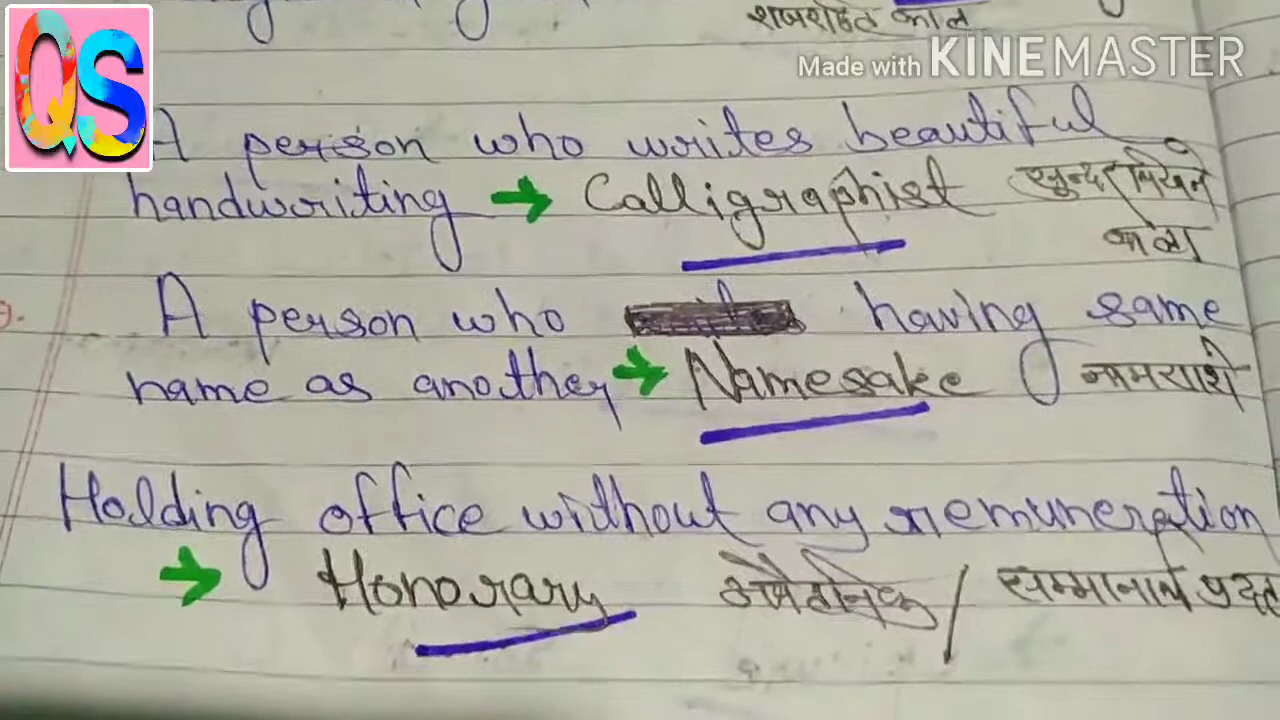 QS
Made with KINEMASTER
A person who writes beautiful
handwriting → Calligraphist सुन्दर लिखने
वाला
A person who having same
name as another → Namesake नामराशि
Holding office without any remuneration
→ Honorary अवैतनिक / सम्मानार्थ प्रदत्त